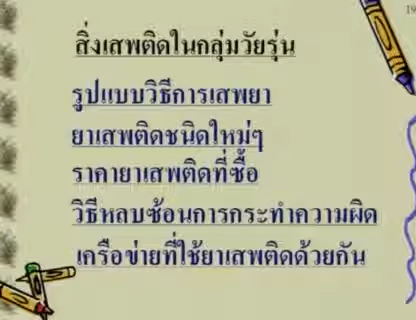 สิ่งเสพติดในกลุ่มวัยรุ่น
รูปแบบวิธีการเสพยา
ยาเสพติดชนิดใหม่ๆ
ราคายาเสพติดที่ซื้อ
วิธีหลบซ้อนการกระทำความผิด
เครือข่ายที่ใช้ยาเสพติดด้วยกัน